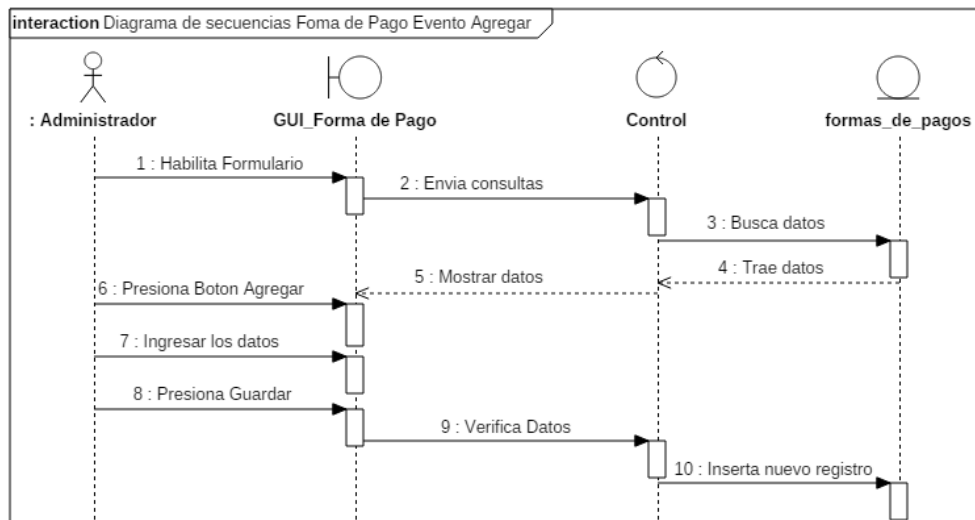 interaction Diagrama de secuencias Foma de Pago Evento Agregar
: Administrador
GUI_Forma de Pago
Control
formas_de_pagos
1 : Habilita Formulario
2 : Envia consultas
3 : Busca datos
4 : Trae datos
5 : Mostrar datos
6 : Presiona Boton Agregar
7 : Ingresar los datos
8 : Presiona Guardar
9 : Verifica Datos
10 : Inserta nuevo registro